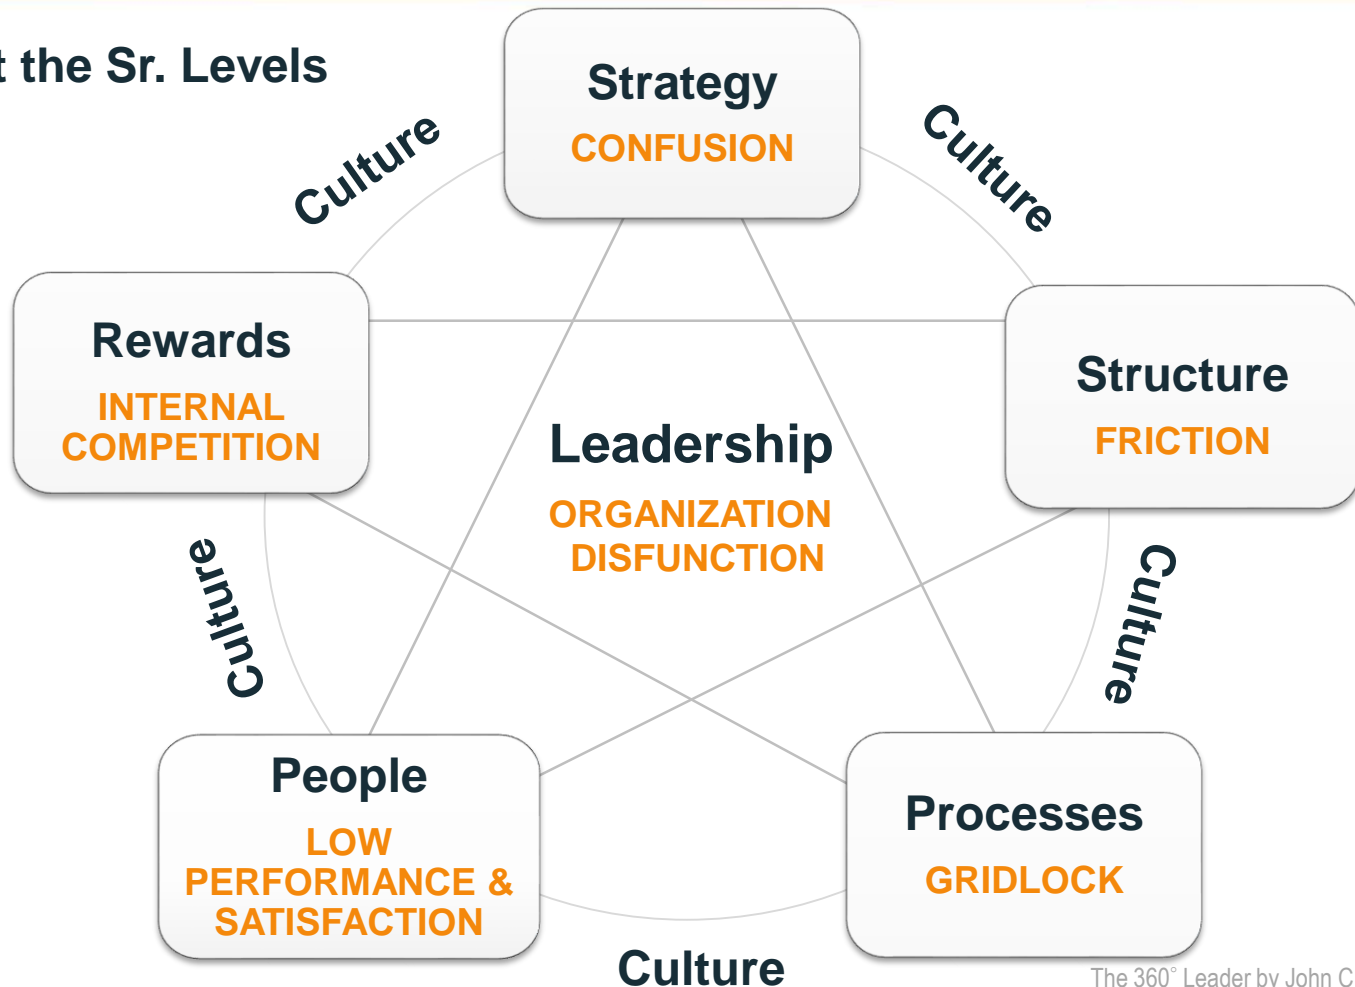 t the Sr. Levels
Strategy
CONFUSION
Culture
Culture
Rewards
INTERNAL
COMPETITION
Structure
FRICTION
Leadership
ORGANIZATION
DISFUNCTION
Culture
Culture
People
LOW
PERFORMANCE &
SATISFACTION
Processes
GRIDLOCK
Culture
The 360° Leader by John C